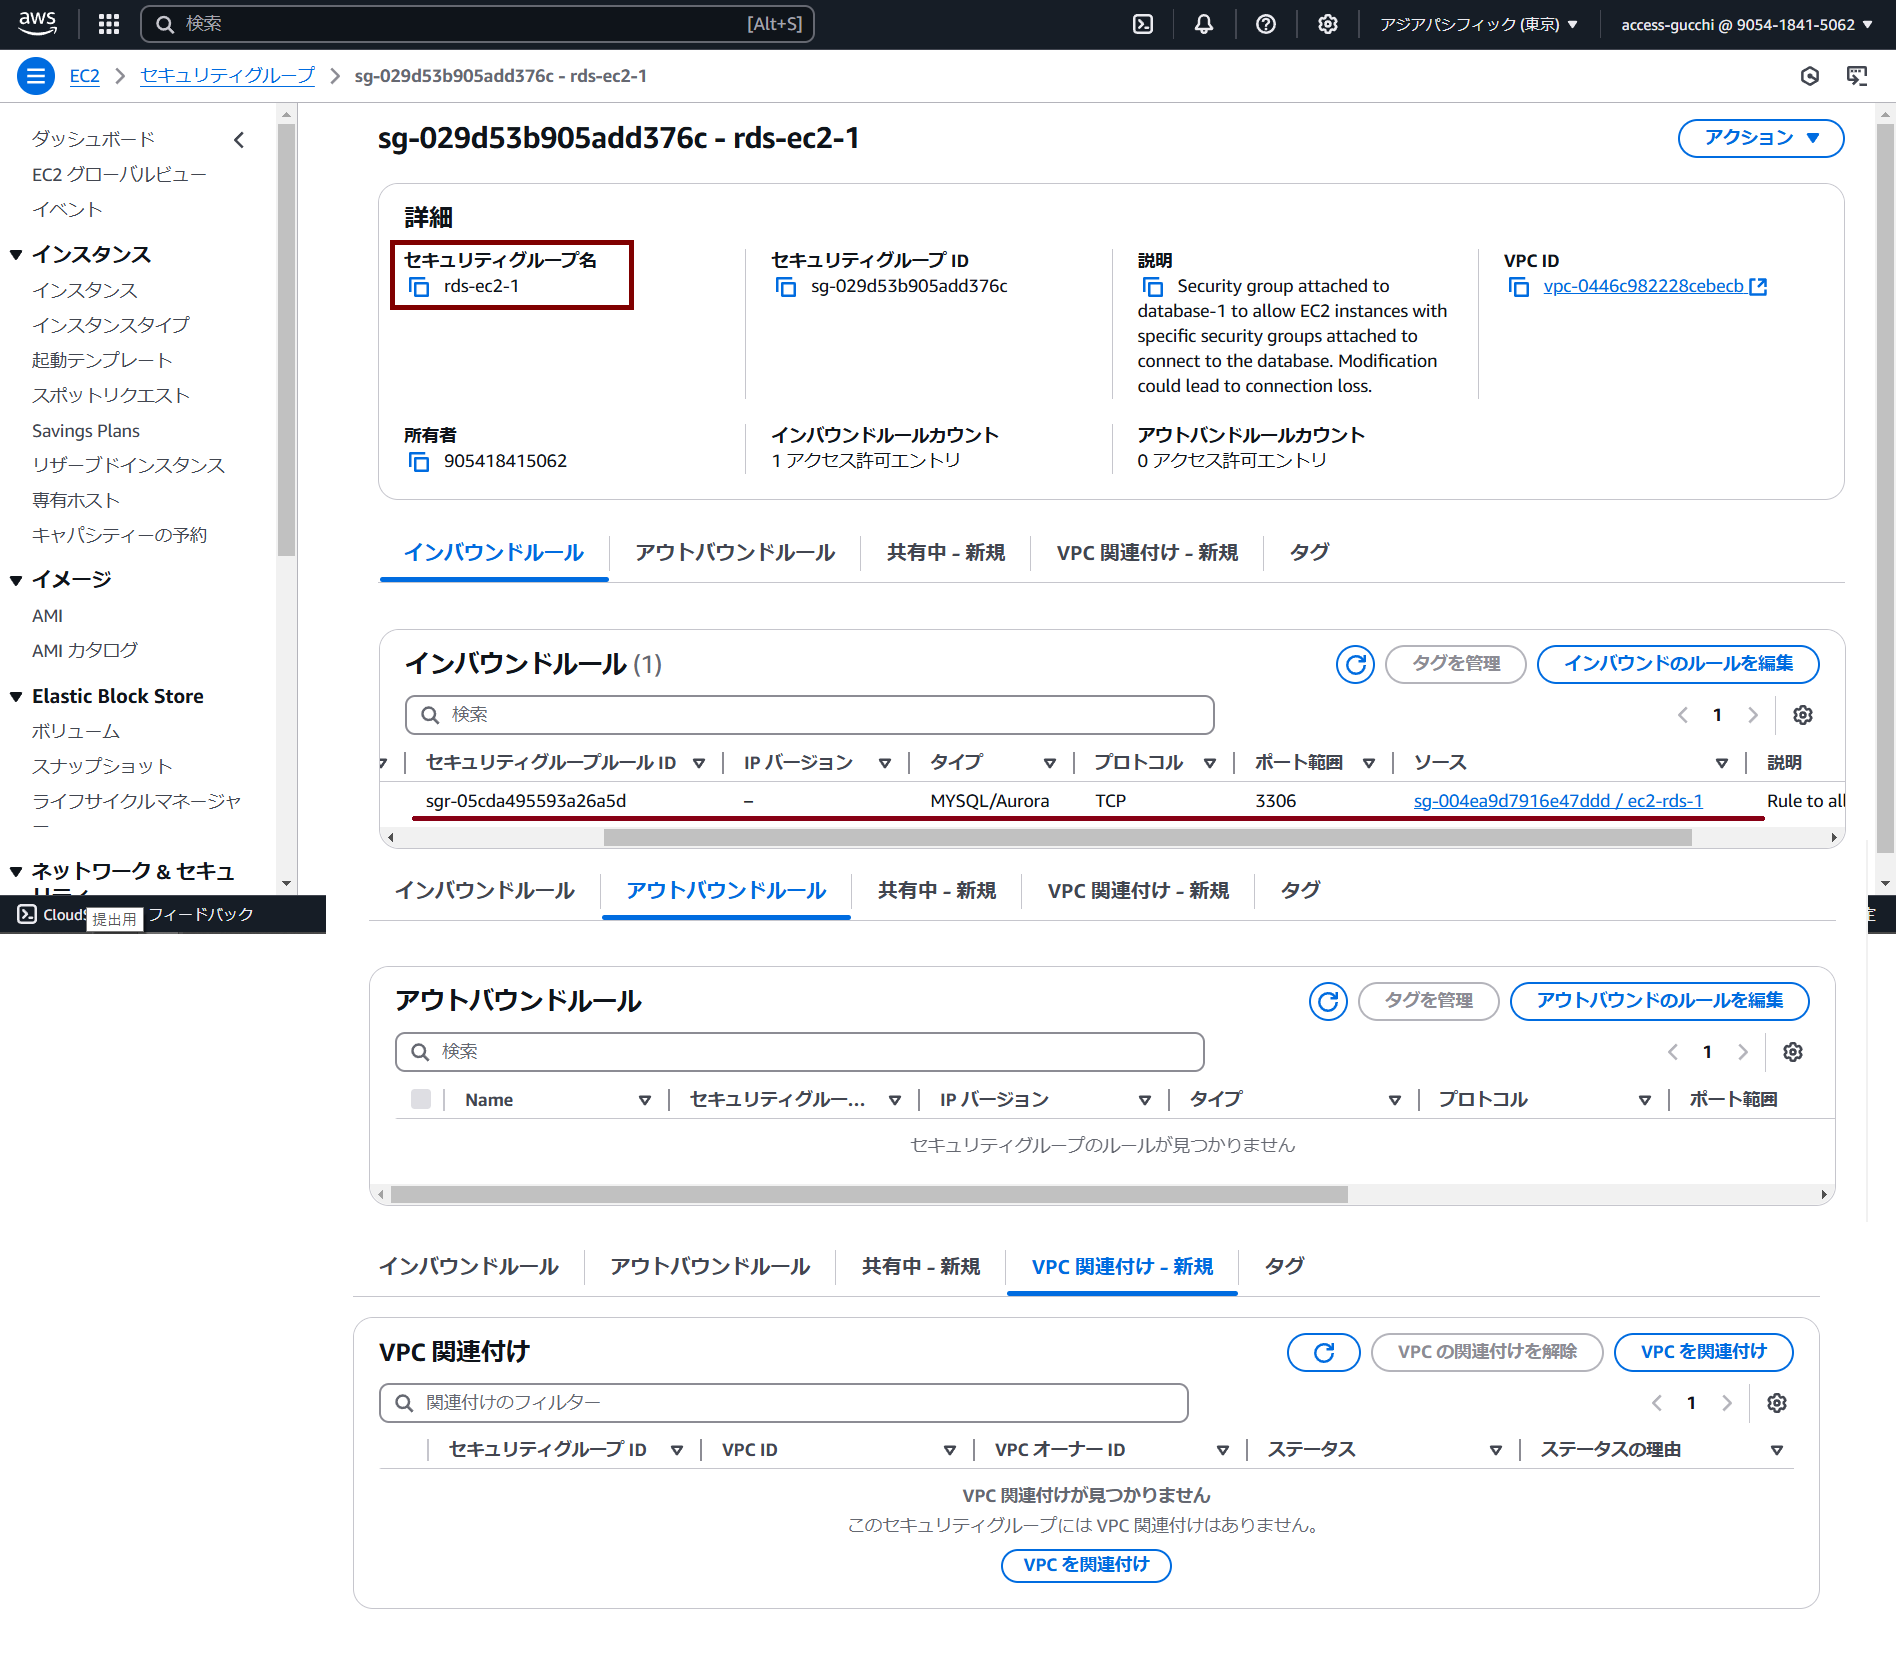 aws
検索
[Alt+S]
アジアパシフィック (東京)
access-gucchi @ 9054-1841-5062
EC2
セキュリティグループ
sg-029d53b905add376c - rds-ec2-1
ダッシュボード
EC2 グローバルビュー
イベント
インスタンス
インスタンス
インスタンスタイプ
起動テンプレート
スポットリクエスト
Savings Plans
リザーブドインスタンス
専有ホスト
キャパシティーの予約
イメージ
AMI
AMI カタログ
Elastic Block Store
ボリューム
スナップショット
ライフサイクルマネージャ
ー
ネットワーク & セキュ
リティ
CloudS
提出用
フィードバック
sg-029d53b905add376c - rds-ec2-1
アクション
詳細
セキュリティグループ名
rds-ec2-1
セキュリティグループ ID
sg-029d53b905add376c
説明
Security group attached to
database-1 to allow EC2 instances with
specific security groups attached to
connect to the database. Modification
could lead to connection loss.
VPC ID
vpc-0446c982228cebecb
所有者
905418415062
インバウンドルールカウント
1 アクセス許可エントリ
アウトバンドルールカウント
0 アクセス許可エントリ
インバウンドルール
アウトバウンドルール
共有中 - 新規
VPC 関連付け - 新規
タグ
インバウンドルール (1)
タグを管理
インバウンドのルールを編集
検索
1
セキュリティグループルール ID
IP バージョン
タイプ
プロトコル
ポート範囲
ソース
説明
sgr-05cda495593a26a5d
–
MYSQL/Aurora
TCP
3306
sg-004ea9d7916e47ddd / ec2-rds-1
Rule to all
インバウンドルール
アウトバウンドルール
共有中 - 新規
VPC 関連付け - 新規
タグ
アウトバウンドルール
タグを管理
アウトバウンドのルールを編集
検索
1
Name
セキュリティグルー...
IP バージョン
タイプ
プロトコル
ポート範囲
セキュリティグループのルールが見つかりません
インバウンドルール
アウトバウンドルール
共有中 - 新規
VPC 関連付け - 新規
タグ
VPC 関連付け
VPC の関連付けを解除
VPC を関連付け
関連付けのフィルター
1
セキュリティグループ ID
VPC ID
VPC オーナー ID
ステータス
ステータスの理由
VPC 関連付けが見つかりません
このセキュリティグループには VPC 関連付けはありません。
VPC を関連付け